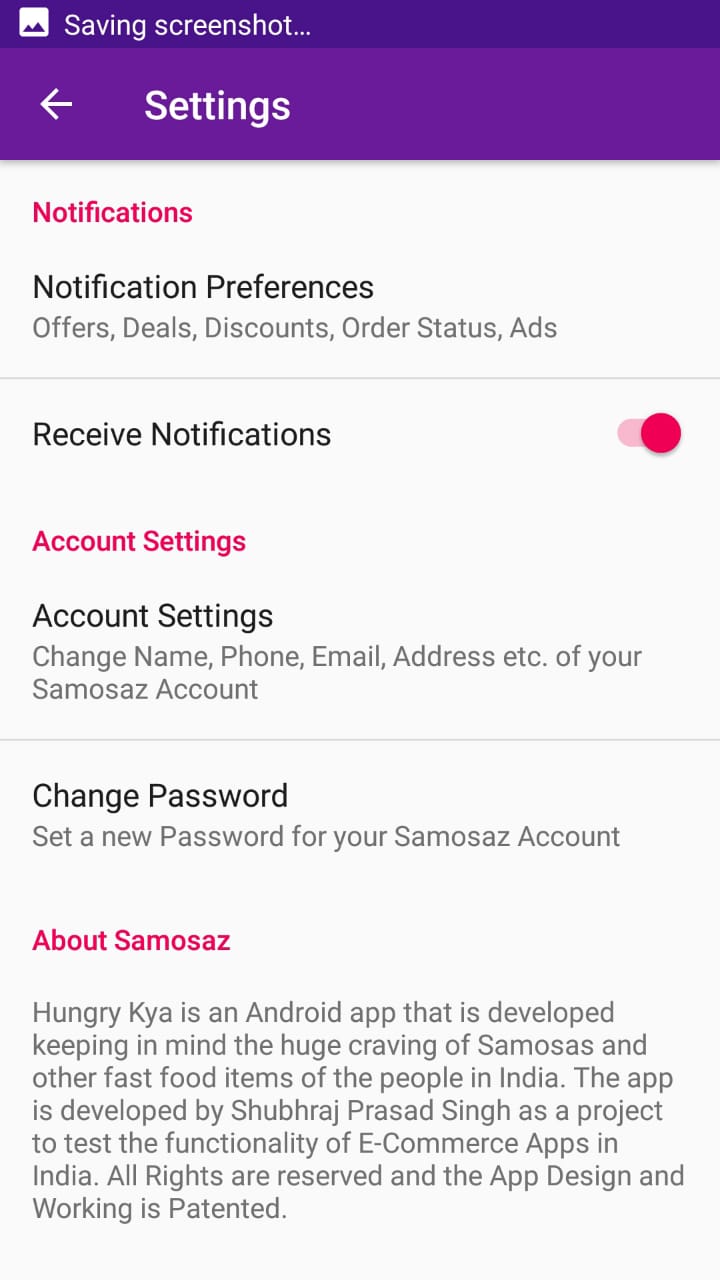 Saving screenshot...
Settings
Notifications
Notification Preferences
Offers, Deals, Discounts, Order Status, Ads
Receive Notifications
Account Settings
Account Settings
Change Name, Phone, Email, Address etc. of your
Samosaz Account
Change Password
Set a new Password for your Samosaz Account
About Samosaz
Hungry Kya is an Android app that is developed
keeping in mind the huge craving of Samosas and
other fast food items of the people in India. The app
is developed by Shubhraj Prasad Singh as a project
to test the functionality of E-Commerce Apps in
India. All Rights are reserved and the App Design and
Working is Patented.